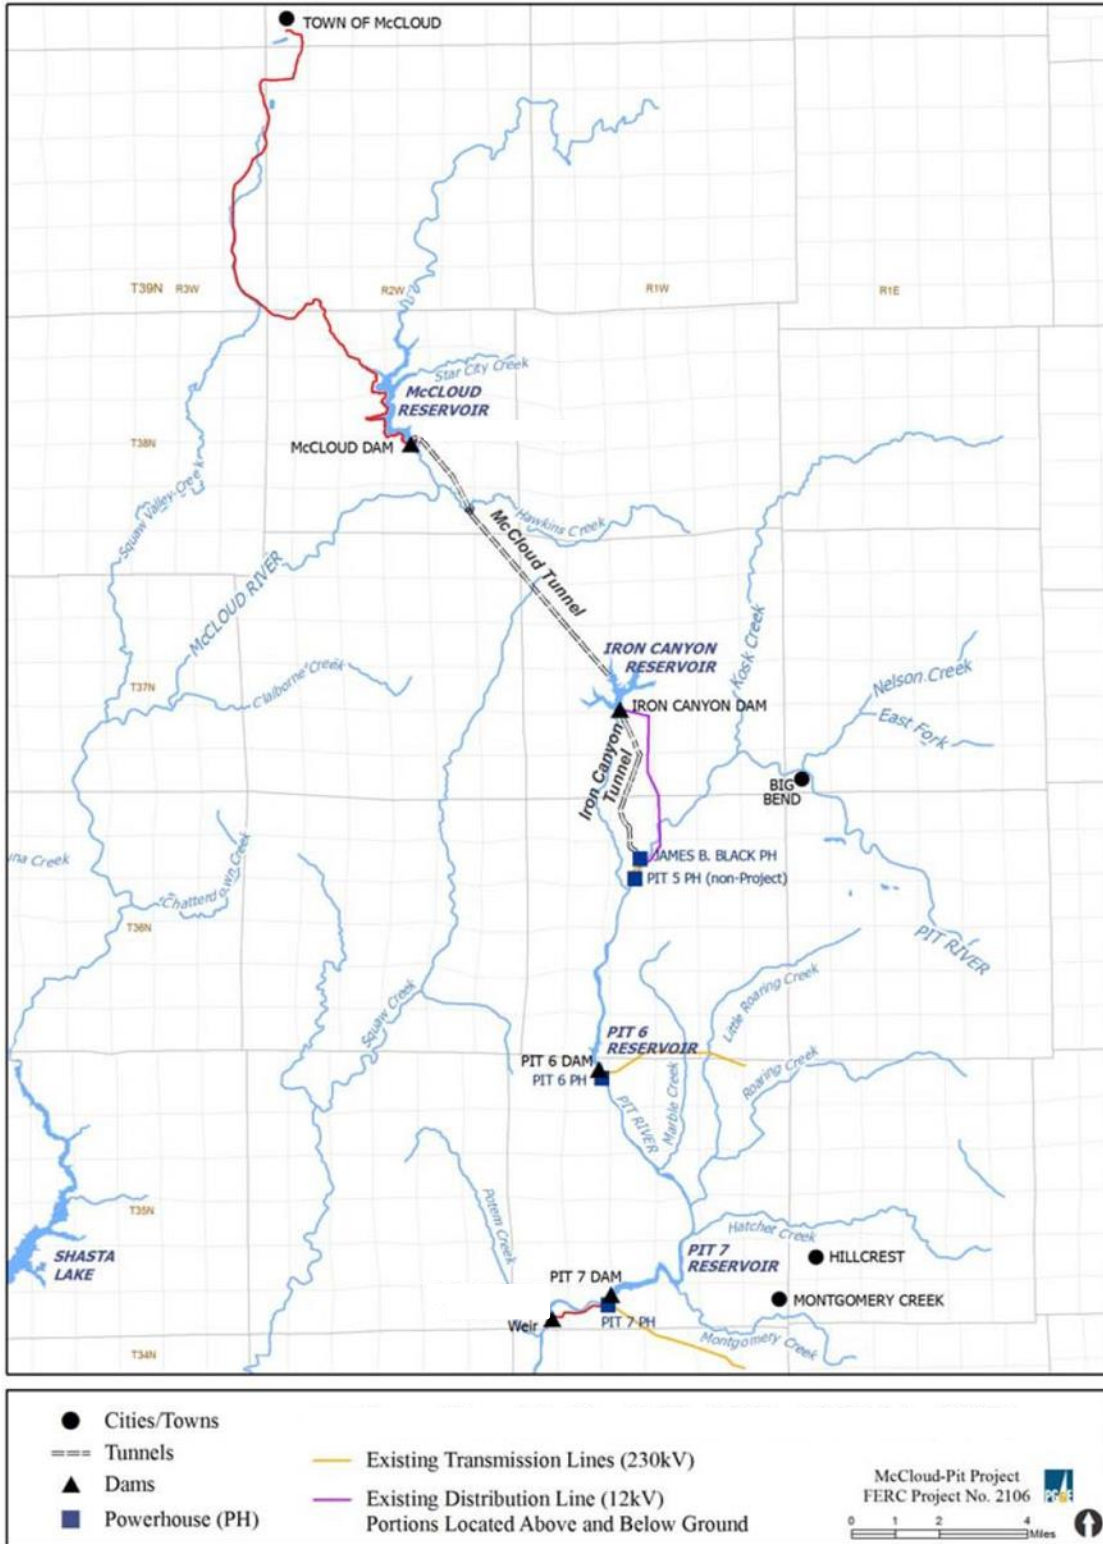 TOWN OF McCLOUD
T39N R3W
R2W
R1W
R1E
Star City Creek
McCLOUD
RESERVOIR
T38N
McCLOUD DAM
Squaw Valley Creek
Hawkins Creek
McCloud Tunnel
McCLOUD RIVER
Kosk Creek
IRON CANYON
RESERVOIR
Claiborne Creek
T37N
Nelson Creek
IRON CANYON DAM
East Fork
Iron Canyon
Tunnel
BIG
BEND
JAMES B. BLACK PH
PIT 5 PH (non-Project)
na Creek
Chatterdown Creek
T36N
PIT RIVER
Squaw Creek
Little Roaring Creek
PIT 6
RESERVOIR
PIT 6 DAM
PIT 6 PH
Roaring Creek
Marble Creek
PIT RIVER
T35N
Potem Creek
Hatchet Creek
SHASTA
LAKE
PIT 7
RESERVOIR
HILLCREST
PIT 7 DAM
MONTGOMERY CREEK
Weir
PIT 7 PH
Montgomery Creek
T34N
Cities/Towns
Tunnels
Dams
Powerhouse (PH)
Existing Transmission Lines (230kV)
Existing Distribution Line (12kV)
Portions Located Above and Below Ground
McCloud-Pit Project
FERC Project No. 2106
PG&E
0 1 2 4
Miles